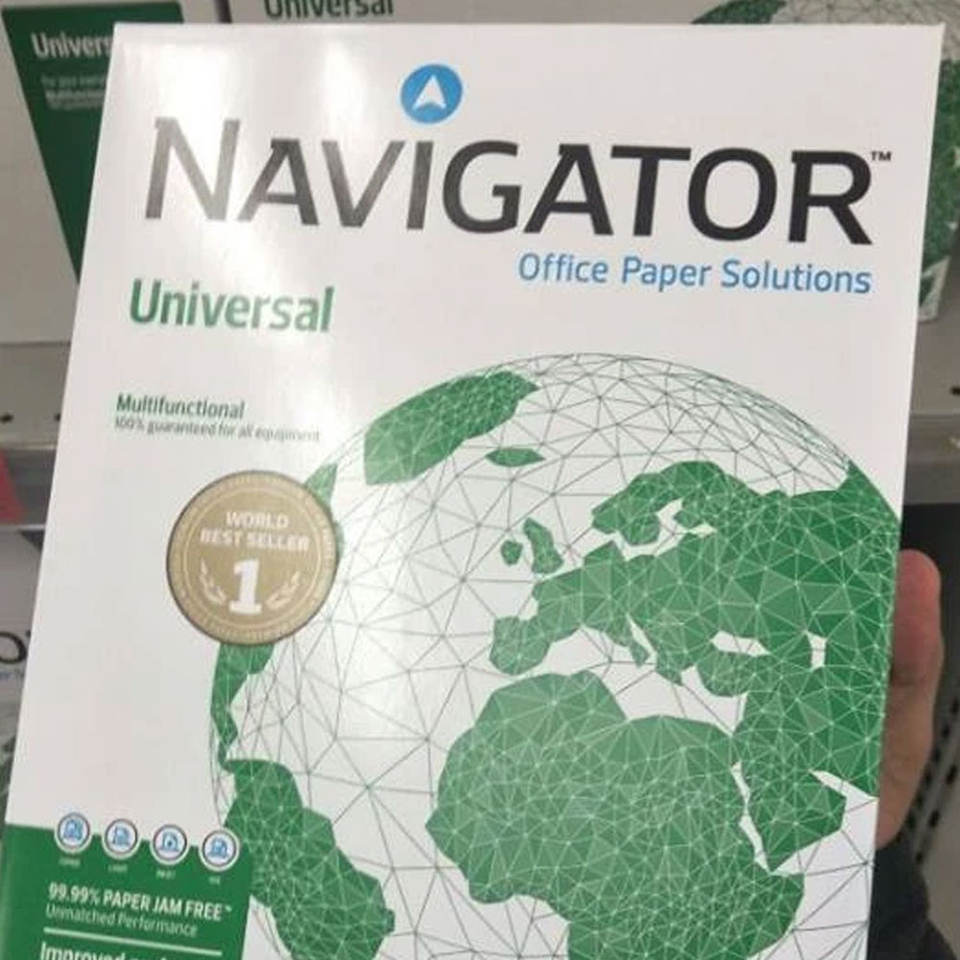 Universal
Univers
NAVIGATOR™
Office Paper Solutions
Universal
Multifunctional
100% guaranteed for all equipment
WORLD
BEST SELLER
1
99.99% PAPER JAM FREE™
Unmatched Performance
Improved